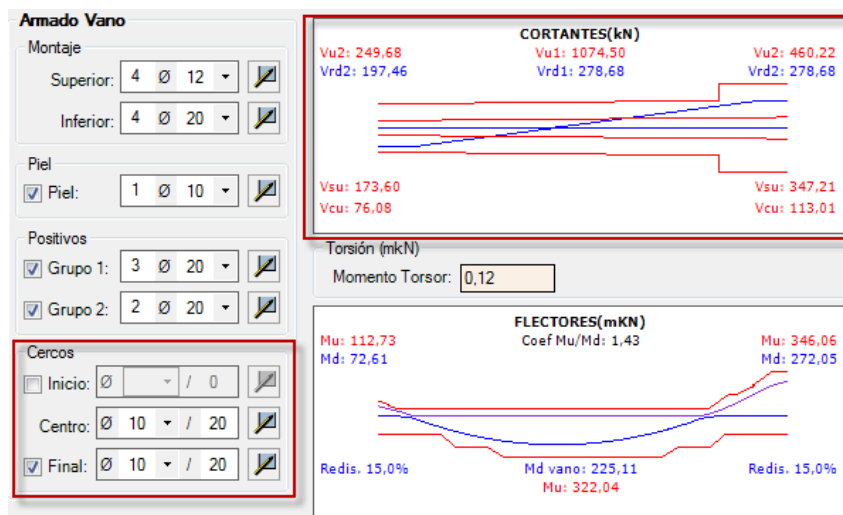 Armado Vano
Montaje
Superior: 4 Ø 12
Inferior: 4 Ø 20
Piel
Piel: 1 Ø 10
Positivos
Grupo 1: 3 Ø 20
Grupo 2: 2 Ø 20
Cercos
Inicio: Ø / 0
Centro: Ø 10 / 20
Final: Ø 10 / 20
CORTANTES(kN)
Vu2: 249,68 Vu1: 1074,50 Vu2: 460,22
Vrd2: 197,46 Vrd1: 278,68 Vrd2: 278,68
Vsu: 173,60 Vsu: 347,21
Vcu: 76,08 Vcu: 113,01
Torsión (mkN)
Momento Torsor: 0,12
FLECTORES(mKN)
Mu: 112,73 Coef Mu/Md: 1,43 Mu: 346,06
Md: 72,61 Md: 272,05
Redis. 15,0% Md vano: 225,11 Redis. 15,0%
Mu: 322,04